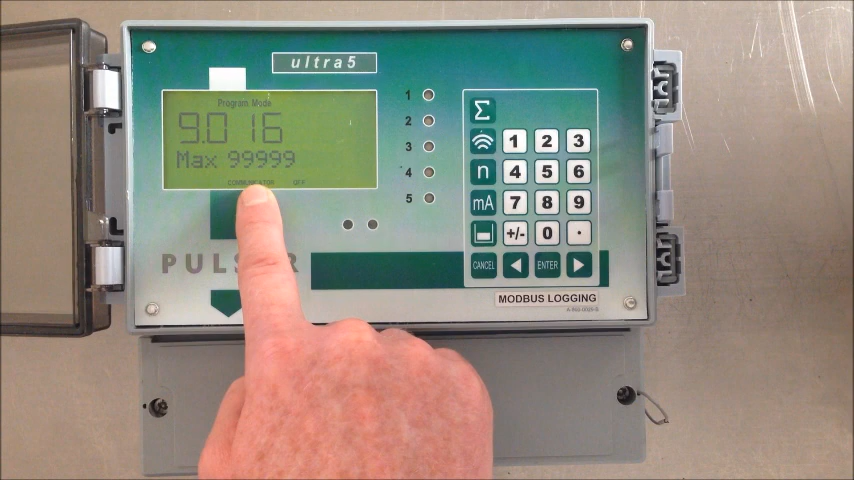 ultra5
Program Mode
9.016
Max 99999
OFF
1
2
3
4
5
Σ
1 2 3
n 4 5 6
mA 7 8 9
+/- 0 .
CANCEL ENTER
MODBUS LOGGING